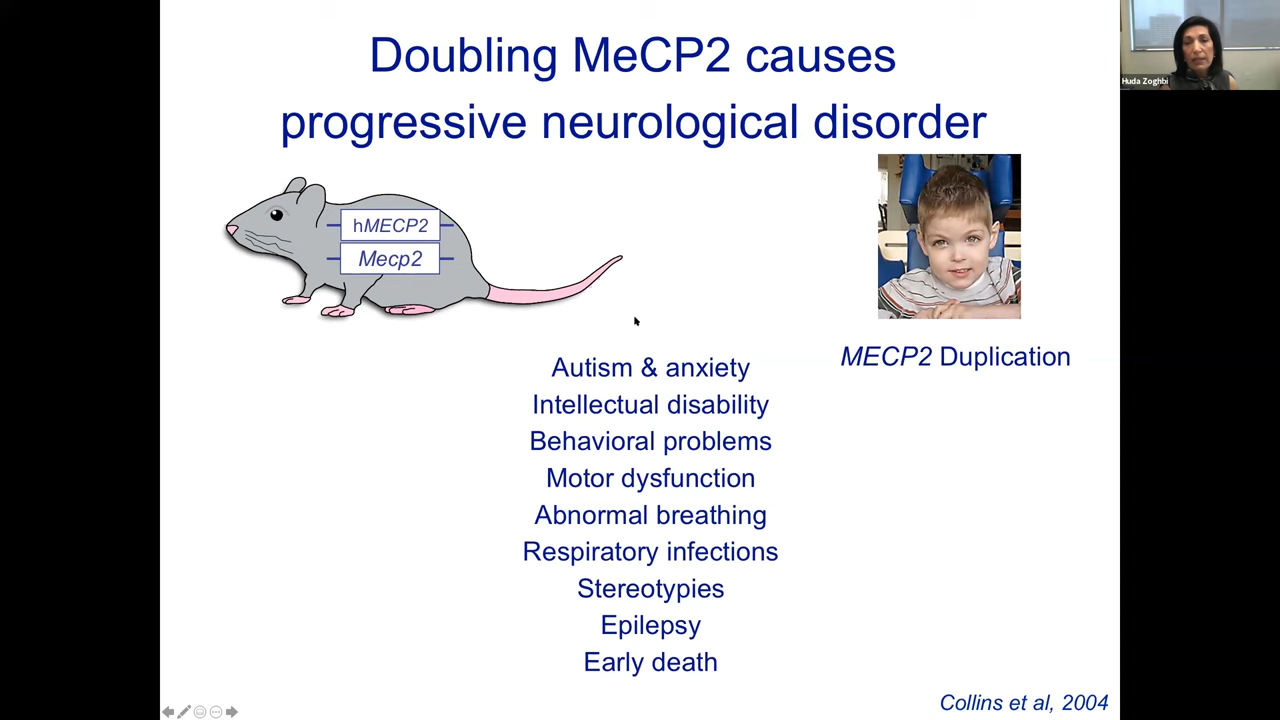 Doubling MeCP2 causes
progressive neurological disorder
Huda Zoghbi
hMECP2
Mecp2
MECP2 Duplication
Autism & anxiety
Intellectual disability
Behavioral problems
Motor dysfunction
Abnormal breathing
Respiratory infections
Stereotypies
Epilepsy
Early death
Collins et al, 2004